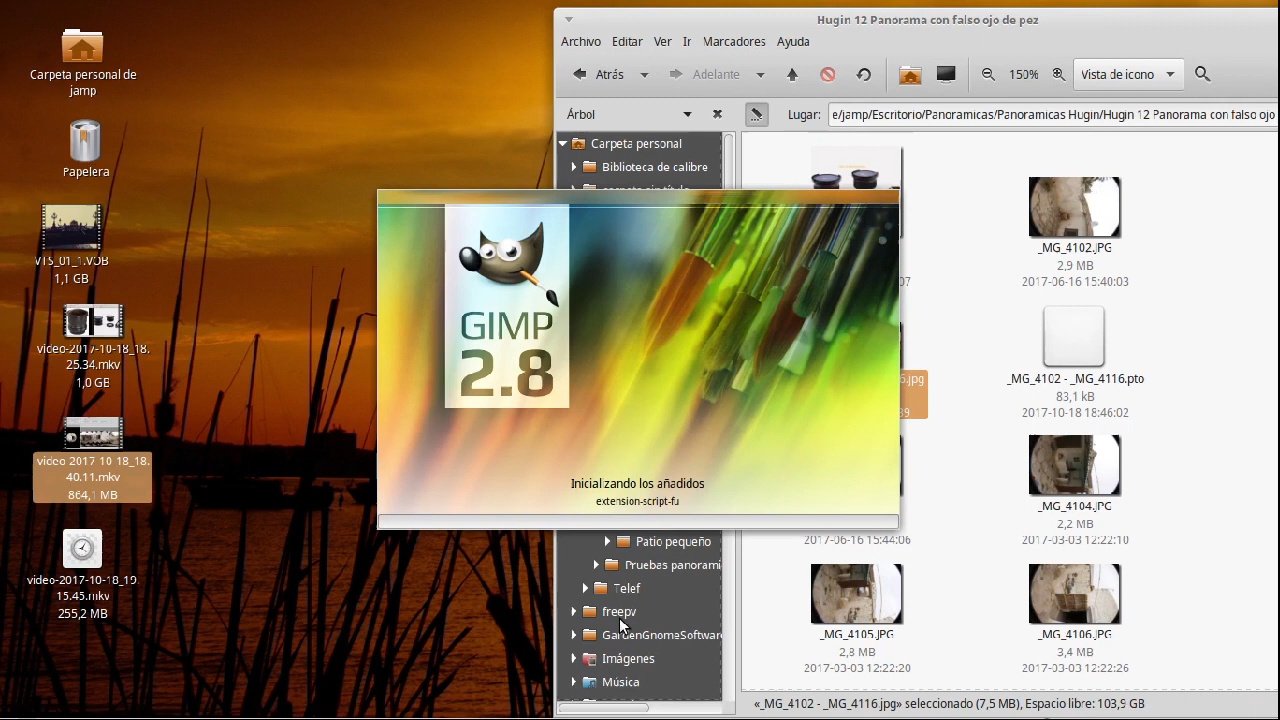 Carpeta personal de
jamp
Papelera
VTS_01_1.VOB
1,1 GB
video-2017-10-18_18.
25.34.mkv
1,0 GB
video-2017-10-18_18.
40.11.mkv
864,1 MB
video-2017-10-18_19.
15.45.mkv
255,2 MB
Hugin 12 Panorama con falso ojo de pez
Archivo Editar Ver Ir Marcadores Ayuda
Atrás Adelante 150% Vista de icono
Árbol Lugar: e/jamp/Escritorio/Panoramicas/Panoramicas Hugin/Hugin 12 Panorama con falso ojo
Carpeta personal
Biblioteca de calibre
GIMP
2.8
Inicializando los añadidos
extension-script-fu
Patio pequeño
Pruebas panorami
Telef
freepv
GardenGnomeSoftware
Imágenes
Música
_MG_4102.JPG
2,9 MB
07
2017-06-16 15:40:03
6.jpg
39
_MG_4102 - _MG_4116.pto
83,1 kB
2017-10-18 18:46:02
2017-06-16 15:44:06
_MG_4104.JPG
2,2 MB
2017-03-03 12:22:10
_MG_4105.JPG
2,8 MB
2017-03-03 12:22:20
_MG_4106.JPG
3,4 MB
2017-03-03 12:22:26
«_MG_4102 - _MG_4116.jpg» seleccionado (7,5 MB), Espacio libre: 103,9 GB